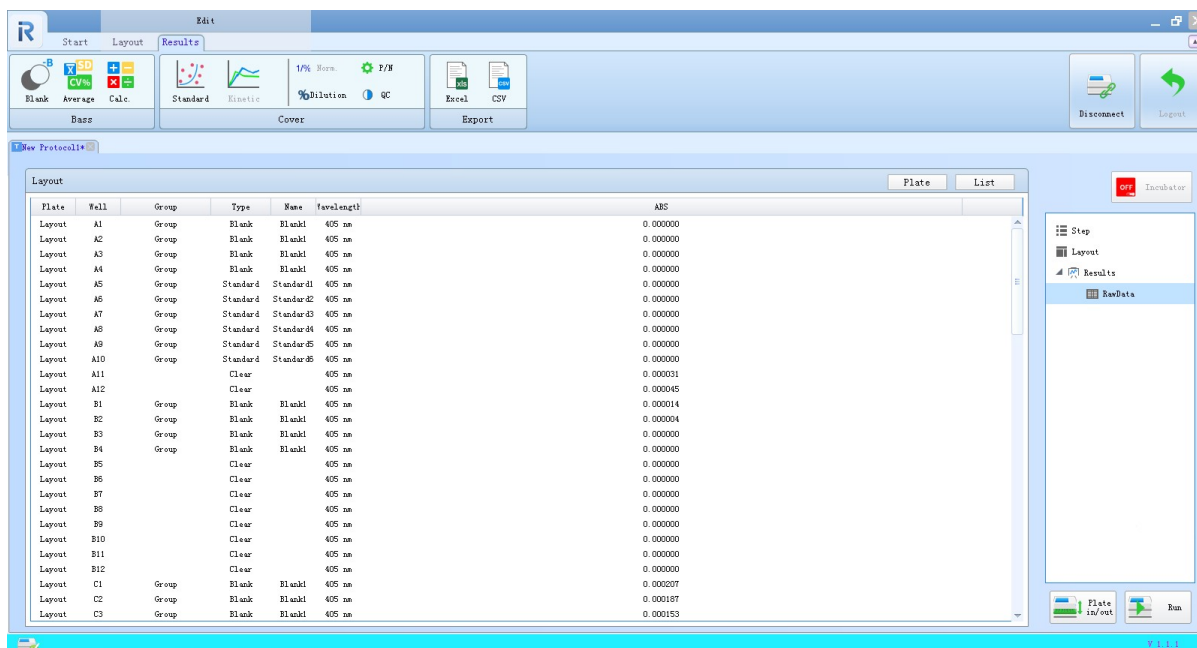 Edit
Start Layout Results
-B SD X CV%
1/% Norm. P/N
Blank Average Calc. Standard Kinetic %Dilution QC xls Excel csv CSV Disconnect Logout
Bass Cover Export
New Protocol1*
Layout Plate List
OFF Incubator
Plate Well Group Type Name Wavelength ABS
Layout A1 Group Blank Blank1 405 nm 0.000000
Layout A2 Group Blank Blank1 405 nm 0.000000
Layout A3 Group Blank Blank1 405 nm 0.000000
Layout A4 Group Blank Blank1 405 nm 0.000000
Layout A5 Group Standard Standard1 405 nm 0.000000
Layout A6 Group Standard Standard2 405 nm 0.000000
Layout A7 Group Standard Standard3 405 nm 0.000000
Layout A8 Group Standard Standard4 405 nm 0.000000
Layout A9 Group Standard Standard5 405 nm 0.000000
Layout A10 Group Standard Standard6 405 nm 0.000000
Layout A11 Clear 405 nm 0.000031
Layout A12 Clear 405 nm 0.000045
Layout B1 Group Blank Blank1 405 nm 0.000014
Layout B2 Group Blank Blank1 405 nm 0.000004
Layout B3 Group Blank Blank1 405 nm 0.000000
Layout B4 Group Blank Blank1 405 nm 0.000000
Layout B5 Clear 405 nm 0.000000
Layout B6 Clear 405 nm 0.000000
Layout B7 Clear 405 nm 0.000000
Layout B8 Clear 405 nm 0.000000
Layout B9 Clear 405 nm 0.000000
Layout B10 Clear 405 nm 0.000000
Layout B11 Clear 405 nm 0.000000
Layout B12 Clear 405 nm 0.000000
Layout C1 Group Blank Blank1 405 nm 0.000207
Layout C2 Group Blank Blank1 405 nm 0.000187
Layout C3 Group Blank Blank1 405 nm 0.000153
Step
Layout
Results
RawData
Plate in/out
Run
V 1.1.1